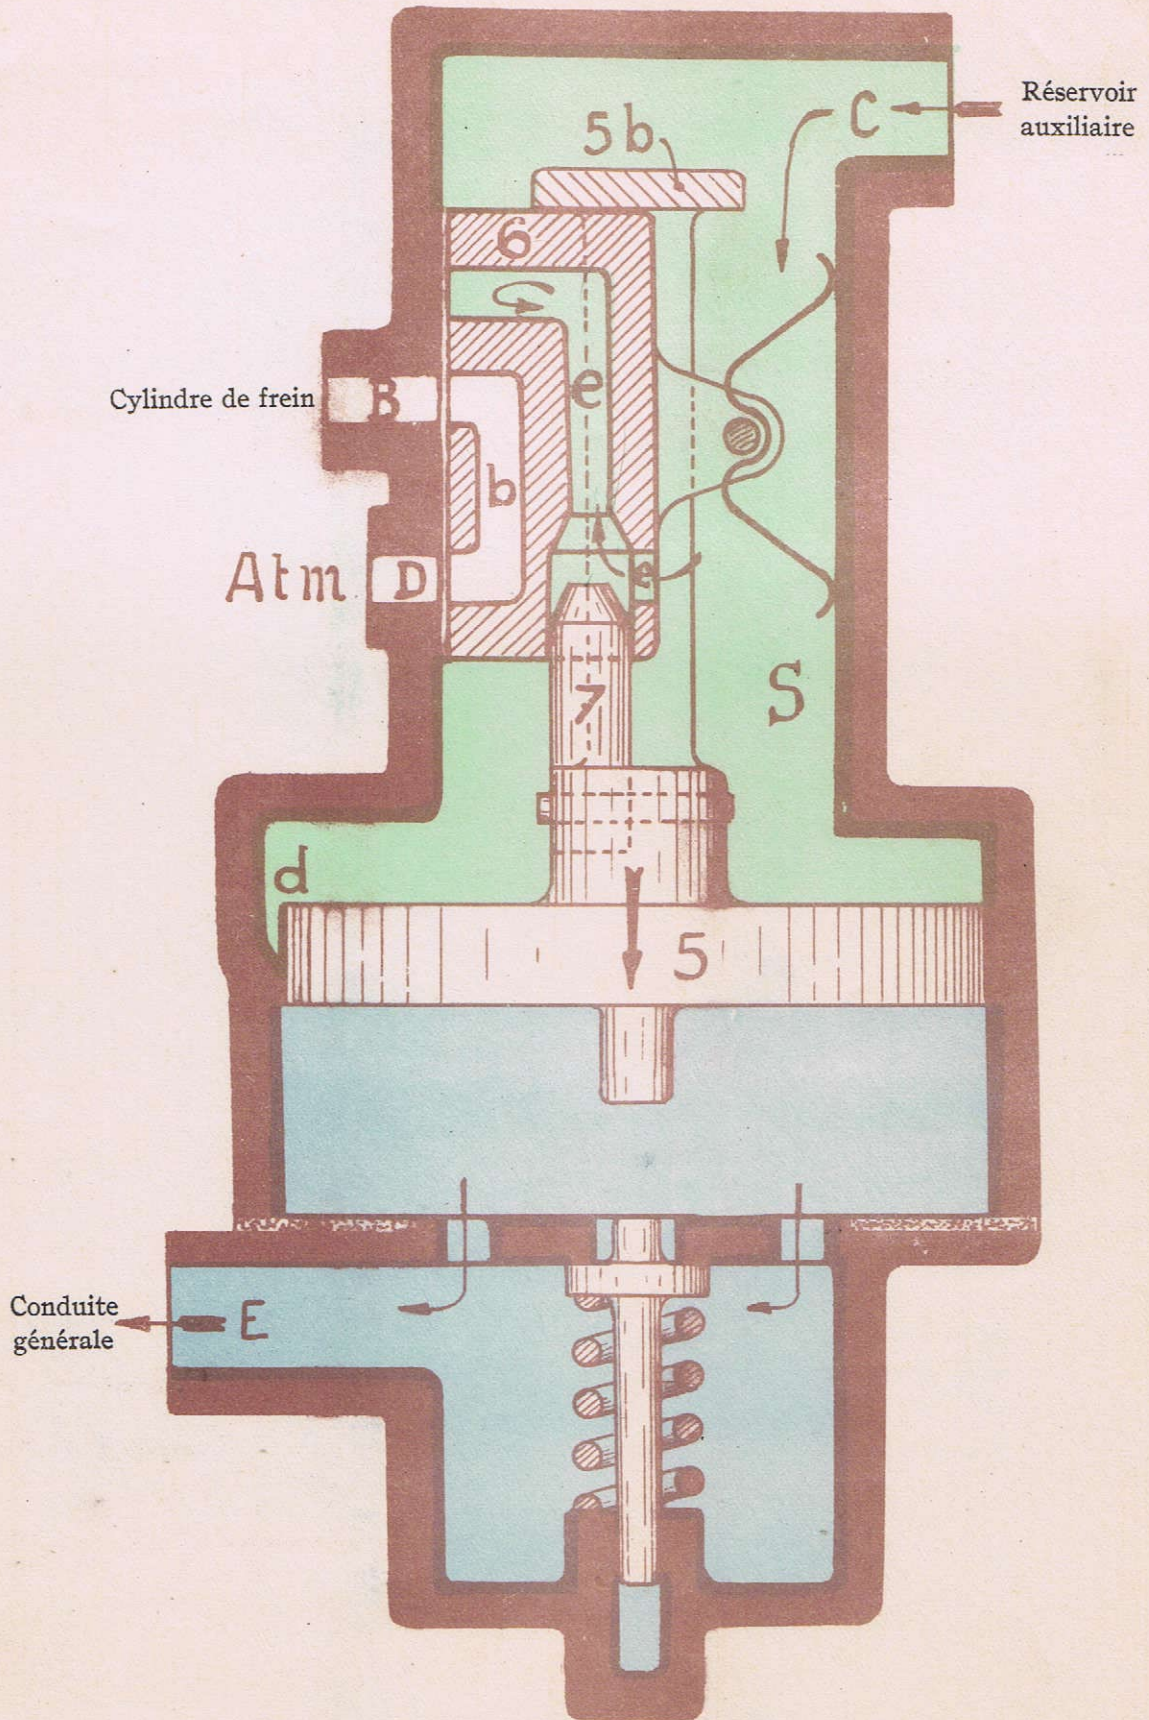 Réservoir
auxiliaire
C
5b
6
e
Cylindre de frein
B
b
Atm
D
e
S
7
d
5
Conduite
générale
E